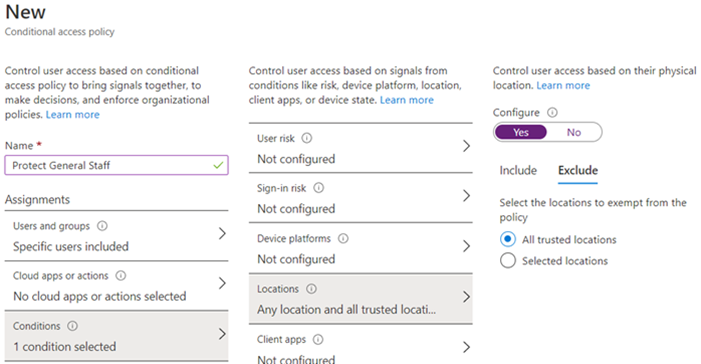 New
Conditional access policy
Control user access based on conditional
access policy to bring signals together, to
make decisions, and enforce organizational
policies. Learn more
Name *
Protect General Staff
Assignments
Users and groups
Specific users included
Cloud apps or actions
No cloud apps or actions selected
Conditions
1 condition selected
Control user access based on signals from
conditions like risk, device platform, location,
client apps, or device state. Learn more
User risk
Not configured
Sign-in risk
Not configured
Device platforms
Not configured
Locations
Any location and all trusted locati...
Client apps
Not configured
Control user access based on their physical
location. Learn more
Configure
Yes No
Include Exclude
Select the locations to exempt from the
policy
All trusted locations
Selected locations